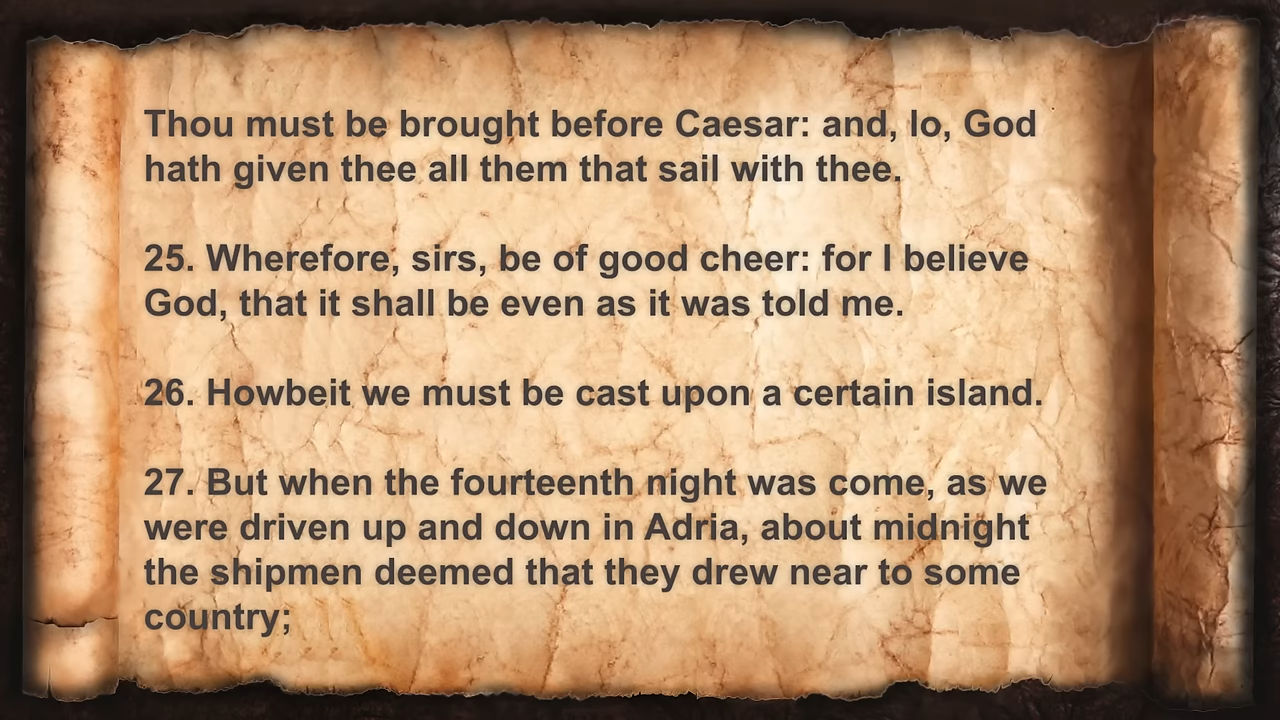 Thou must be brought before Caesar: and, lo, God
hath given thee all them that sail with thee.
25. Wherefore, sirs, be of good cheer: for I believe
God, that it shall be even as it was told me.
26. Howbeit we must be cast upon a certain island.
27. But when the fourteenth night was come, as we
were driven up and down in Adria, about midnight
the shipmen deemed that they drew near to some
country;